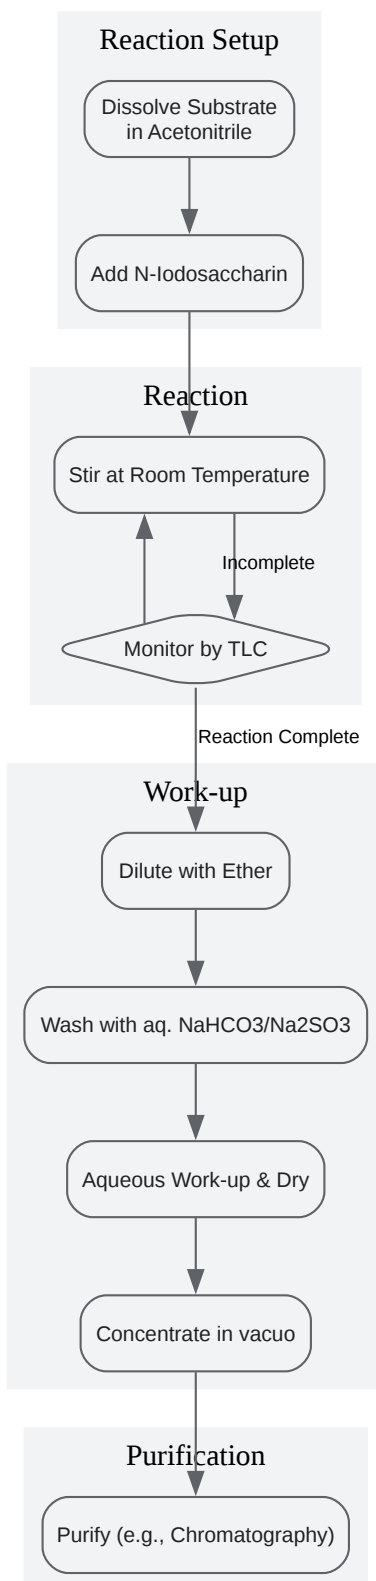 Reaction Setup
Dissolve Substrate
in Acetonitrile
Add N-Iodosaccharin
Reaction
Stir at Room Temperature
Incomplete
Monitor by TLC
Reaction Complete
Work-up
Dilute with Ether
Wash with aq. NaHCO3/Na2SO3
Aqueous Work-up & Dry
Concentrate in vacuo
Purification
Purify (e.g., Chromatography)